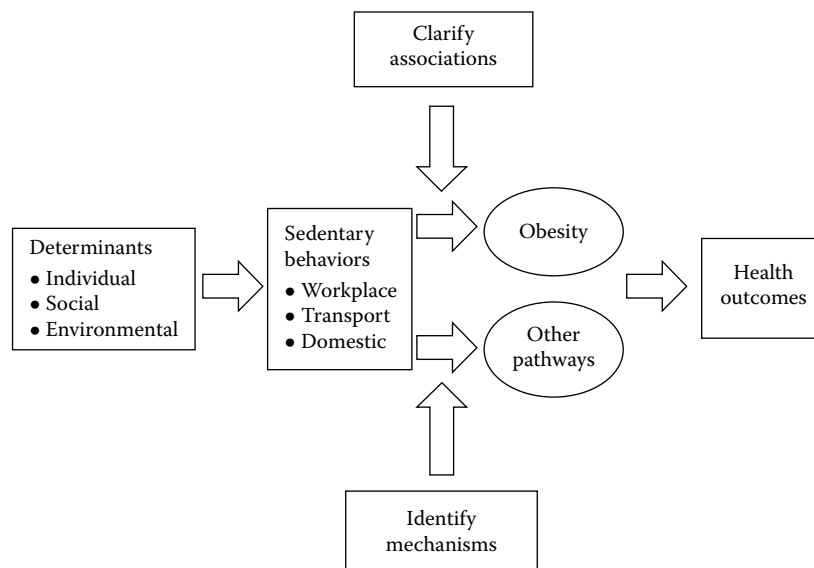 Clarify
associations
Determinants
● Individual
● Social
● Environmental
Sedentary
behaviors
● Workplace
● Transport
● Domestic
Obesity
Other
pathways
Health
outcomes
Identify
mechanisms